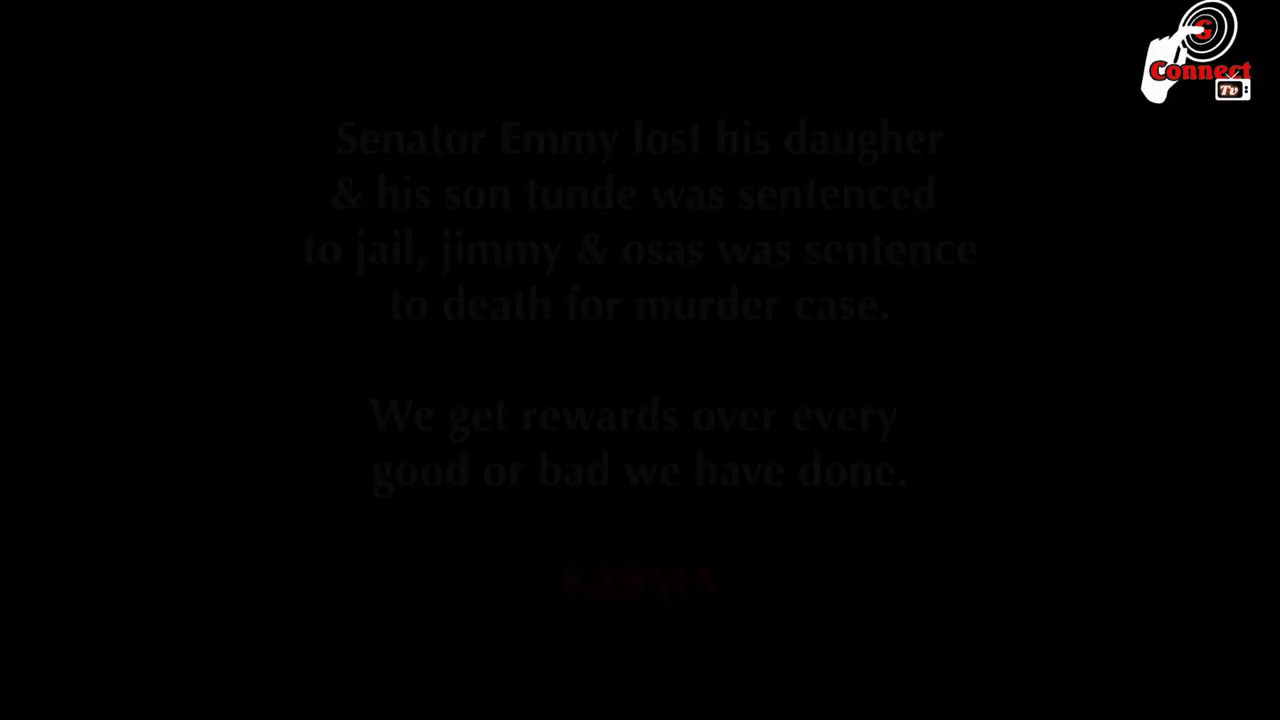 G
Connect
Tv
Senator Emmy lost his daugher
& his son tunde was sentenced
to jail, jimmy & osas was sentence
to death for murder case.
We get rewards over every
good or bad we have done.
KARMA